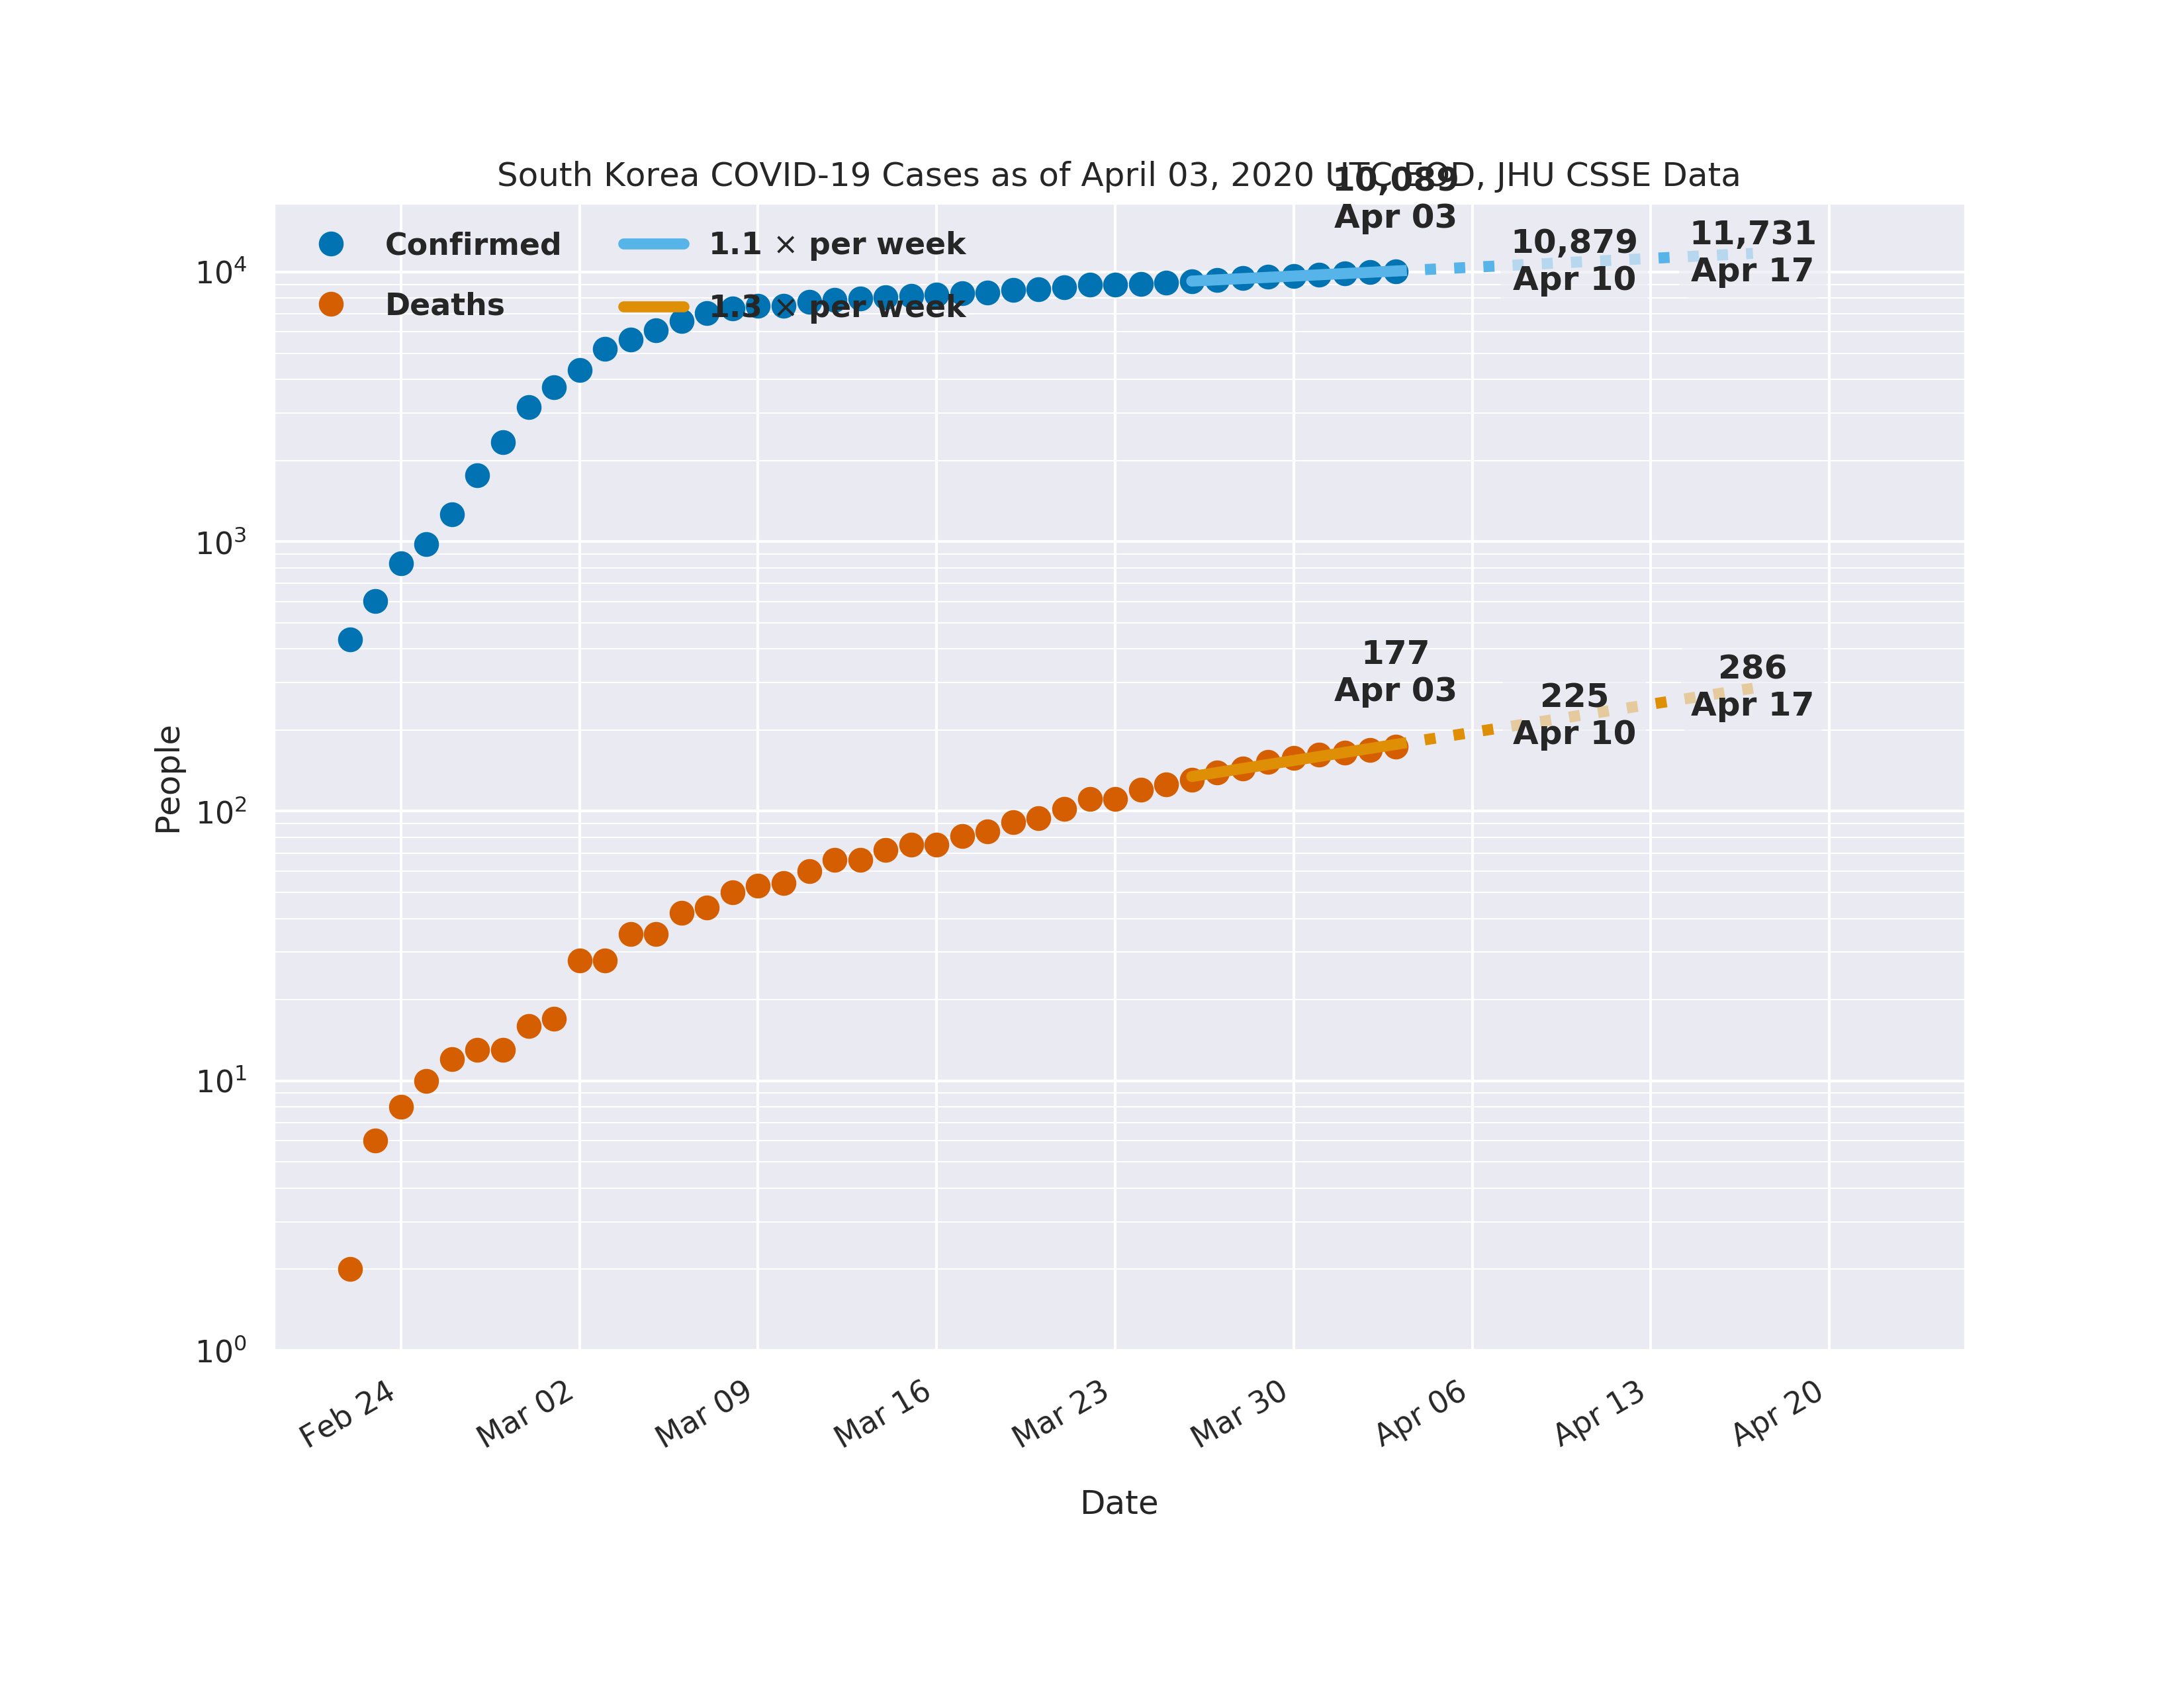 South Korea COVID-19 Cases as of April 03, 2020 UTC EOD, JHU CSSE Data
10,089
Apr 03
10,879
Apr 10
11,731
Apr 17
Confirmed
Deaths
1.1 × per week
1.3 × per week
177
Apr 03
225
Apr 10
286
Apr 17
People
10⁴
10³
10²
10¹
10⁰
Feb 24
Mar 02
Mar 09
Mar 16
Mar 23
Mar 30
Apr 06
Apr 13
Apr 20
Date